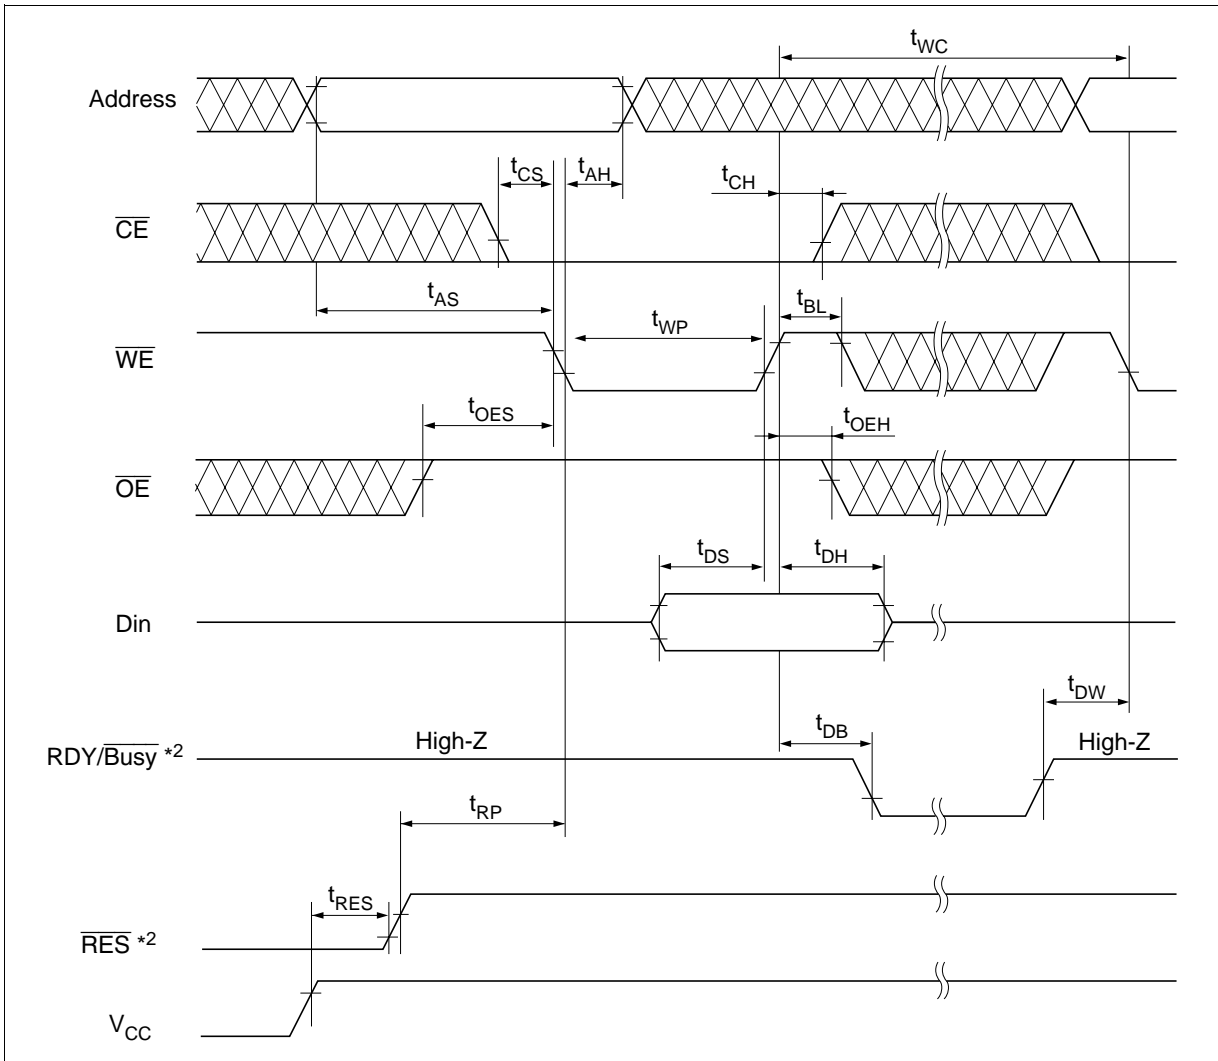 tWC
Address
tCS
tAH
tCH
CE
tAS
tWP
tBL
WE
tOES
tOEH
OE
tDS
tDH
Din
tDW
tDB
RDY/Busy *2
High-Z
High-Z
tRP
tRES
RES *2
VCC